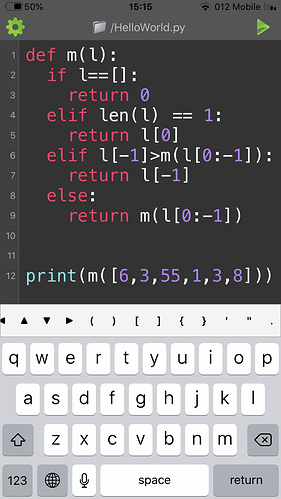 50% 15:15 012 Mobile
/HelloWorld.py
1 def m(l):
2 if l==[]:
3 return 0
4 elif len(l) == 1:
5 return l[0]
6 elif l[-1]>m(l[0:-1]):
7 return l[-1]
8 else:
9 return m(l[0:-1])
10
11
12 print(m([6,3,55,1,3,8]))
( ) [ ] { } ' " .
q w e r t y u i o p
a s d f g h j k l
z x c v b n m
123 space return